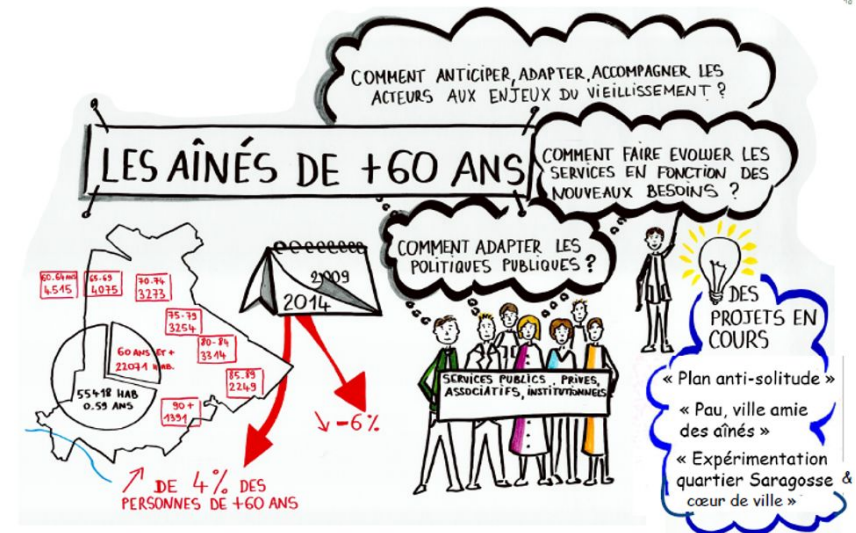 COMMENT ANTICIPER, ADAPTER, ACCOMPAGNER LES
ACTEURS AUX ENJEUX DU VIEILLISSEMENT ?
LES AÎNÉS DE +60 ANS
COMMENT FAIRE EVOLUER LES
SERVICES EN FONCTION DES
NOUVEAUX BESOINS ?
COMMENT ADAPTER LES
POLITIQUES PUBLIQUES ?
60.64 ANS
4515
65-69
4075
70-74
3273
75-79
3254
80-84
3314
85.89
2249
90+
1391
60 ANS ET +
22071 HAB.
55418 HAB
0.59 ANS
2009
2014
↘ -6%
↗ DE 4% DES
PERSONNES DE +60 ANS
SERVICES PUBLICS PRIVES,
ASSOCIATIFS, INSTITUTIONNELS
DES
PROJETS EN
COURS
« Plan anti-solitude »
« Pau, ville amie
des aînés »
« Expérimentation
quartier Saragosse &
cœur de ville »